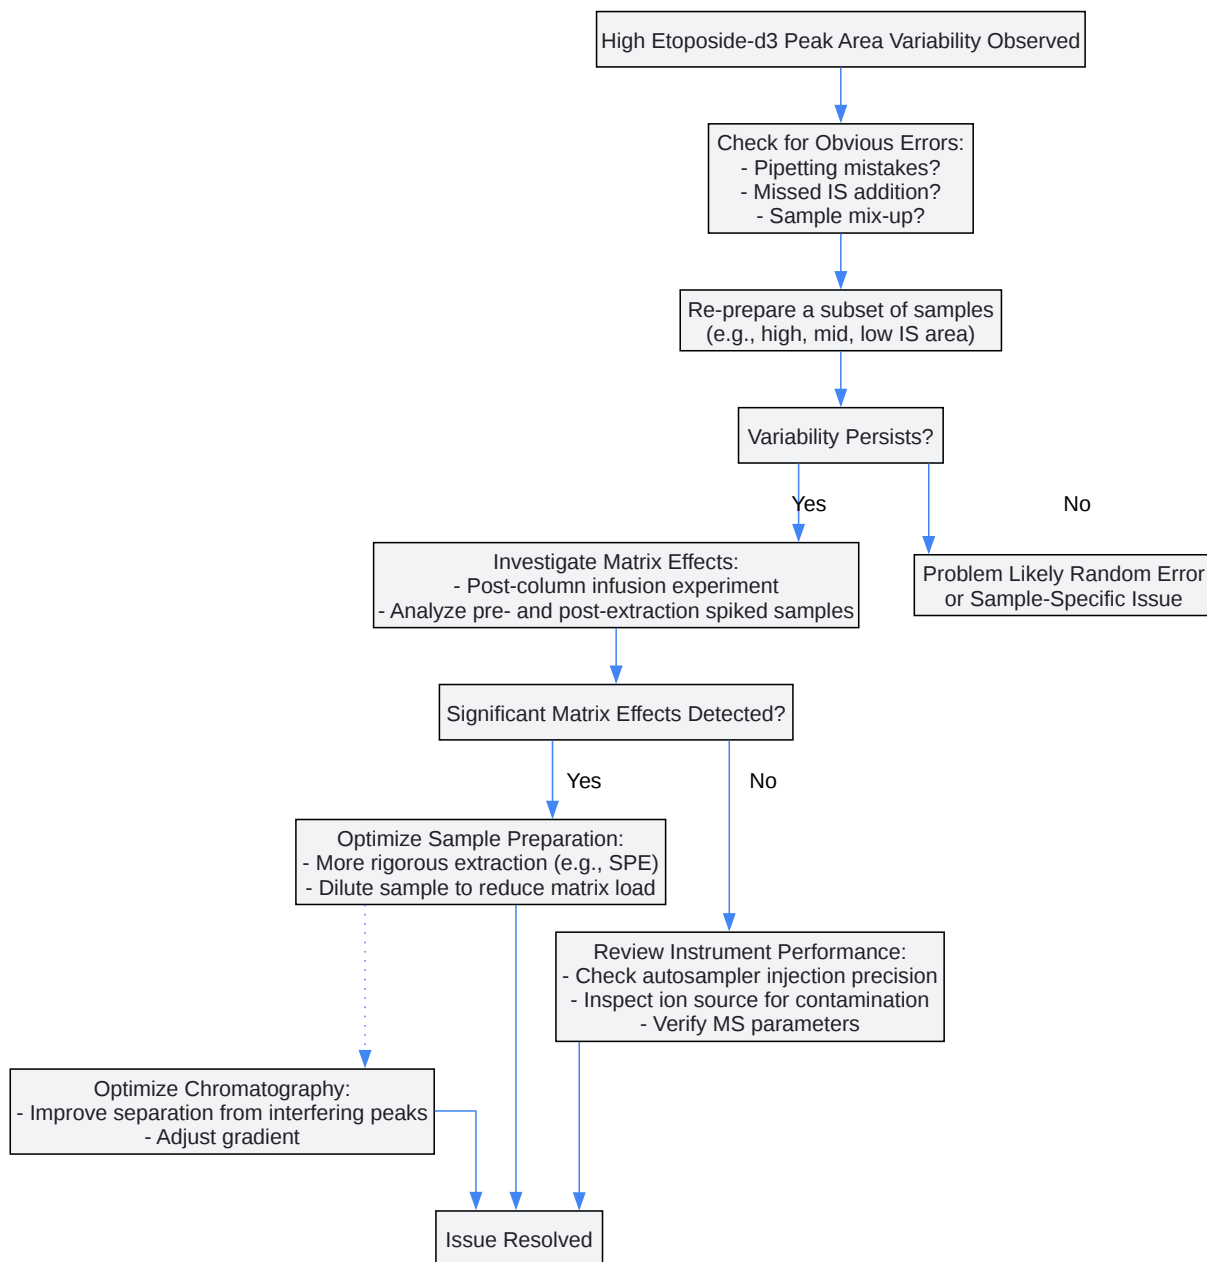 High Etoposide-d3 Peak Area Variability Observed
Check for Obvious Errors:
- Pipetting mistakes?
- Missed IS addition?
- Sample mix-up?
Re-prepare a subset of samples
(e.g., high, mid, low IS area)
Variability Persists?
Yes
No
Investigate Matrix Effects:
- Post-column infusion experiment
- Analyze pre- and post-extraction spiked samples
Problem Likely Random Error
or Sample-Specific Issue
Significant Matrix Effects Detected?
Yes
No
Optimize Sample Preparation:
- More rigorous extraction (e.g., SPE)
- Dilute sample to reduce matrix load
Review Instrument Performance:
- Check autosampler injection precision
- Inspect ion source for contamination
- Verify MS parameters
Optimize Chromatography:
- Improve separation from interfering peaks
- Adjust gradient
Issue Resolved